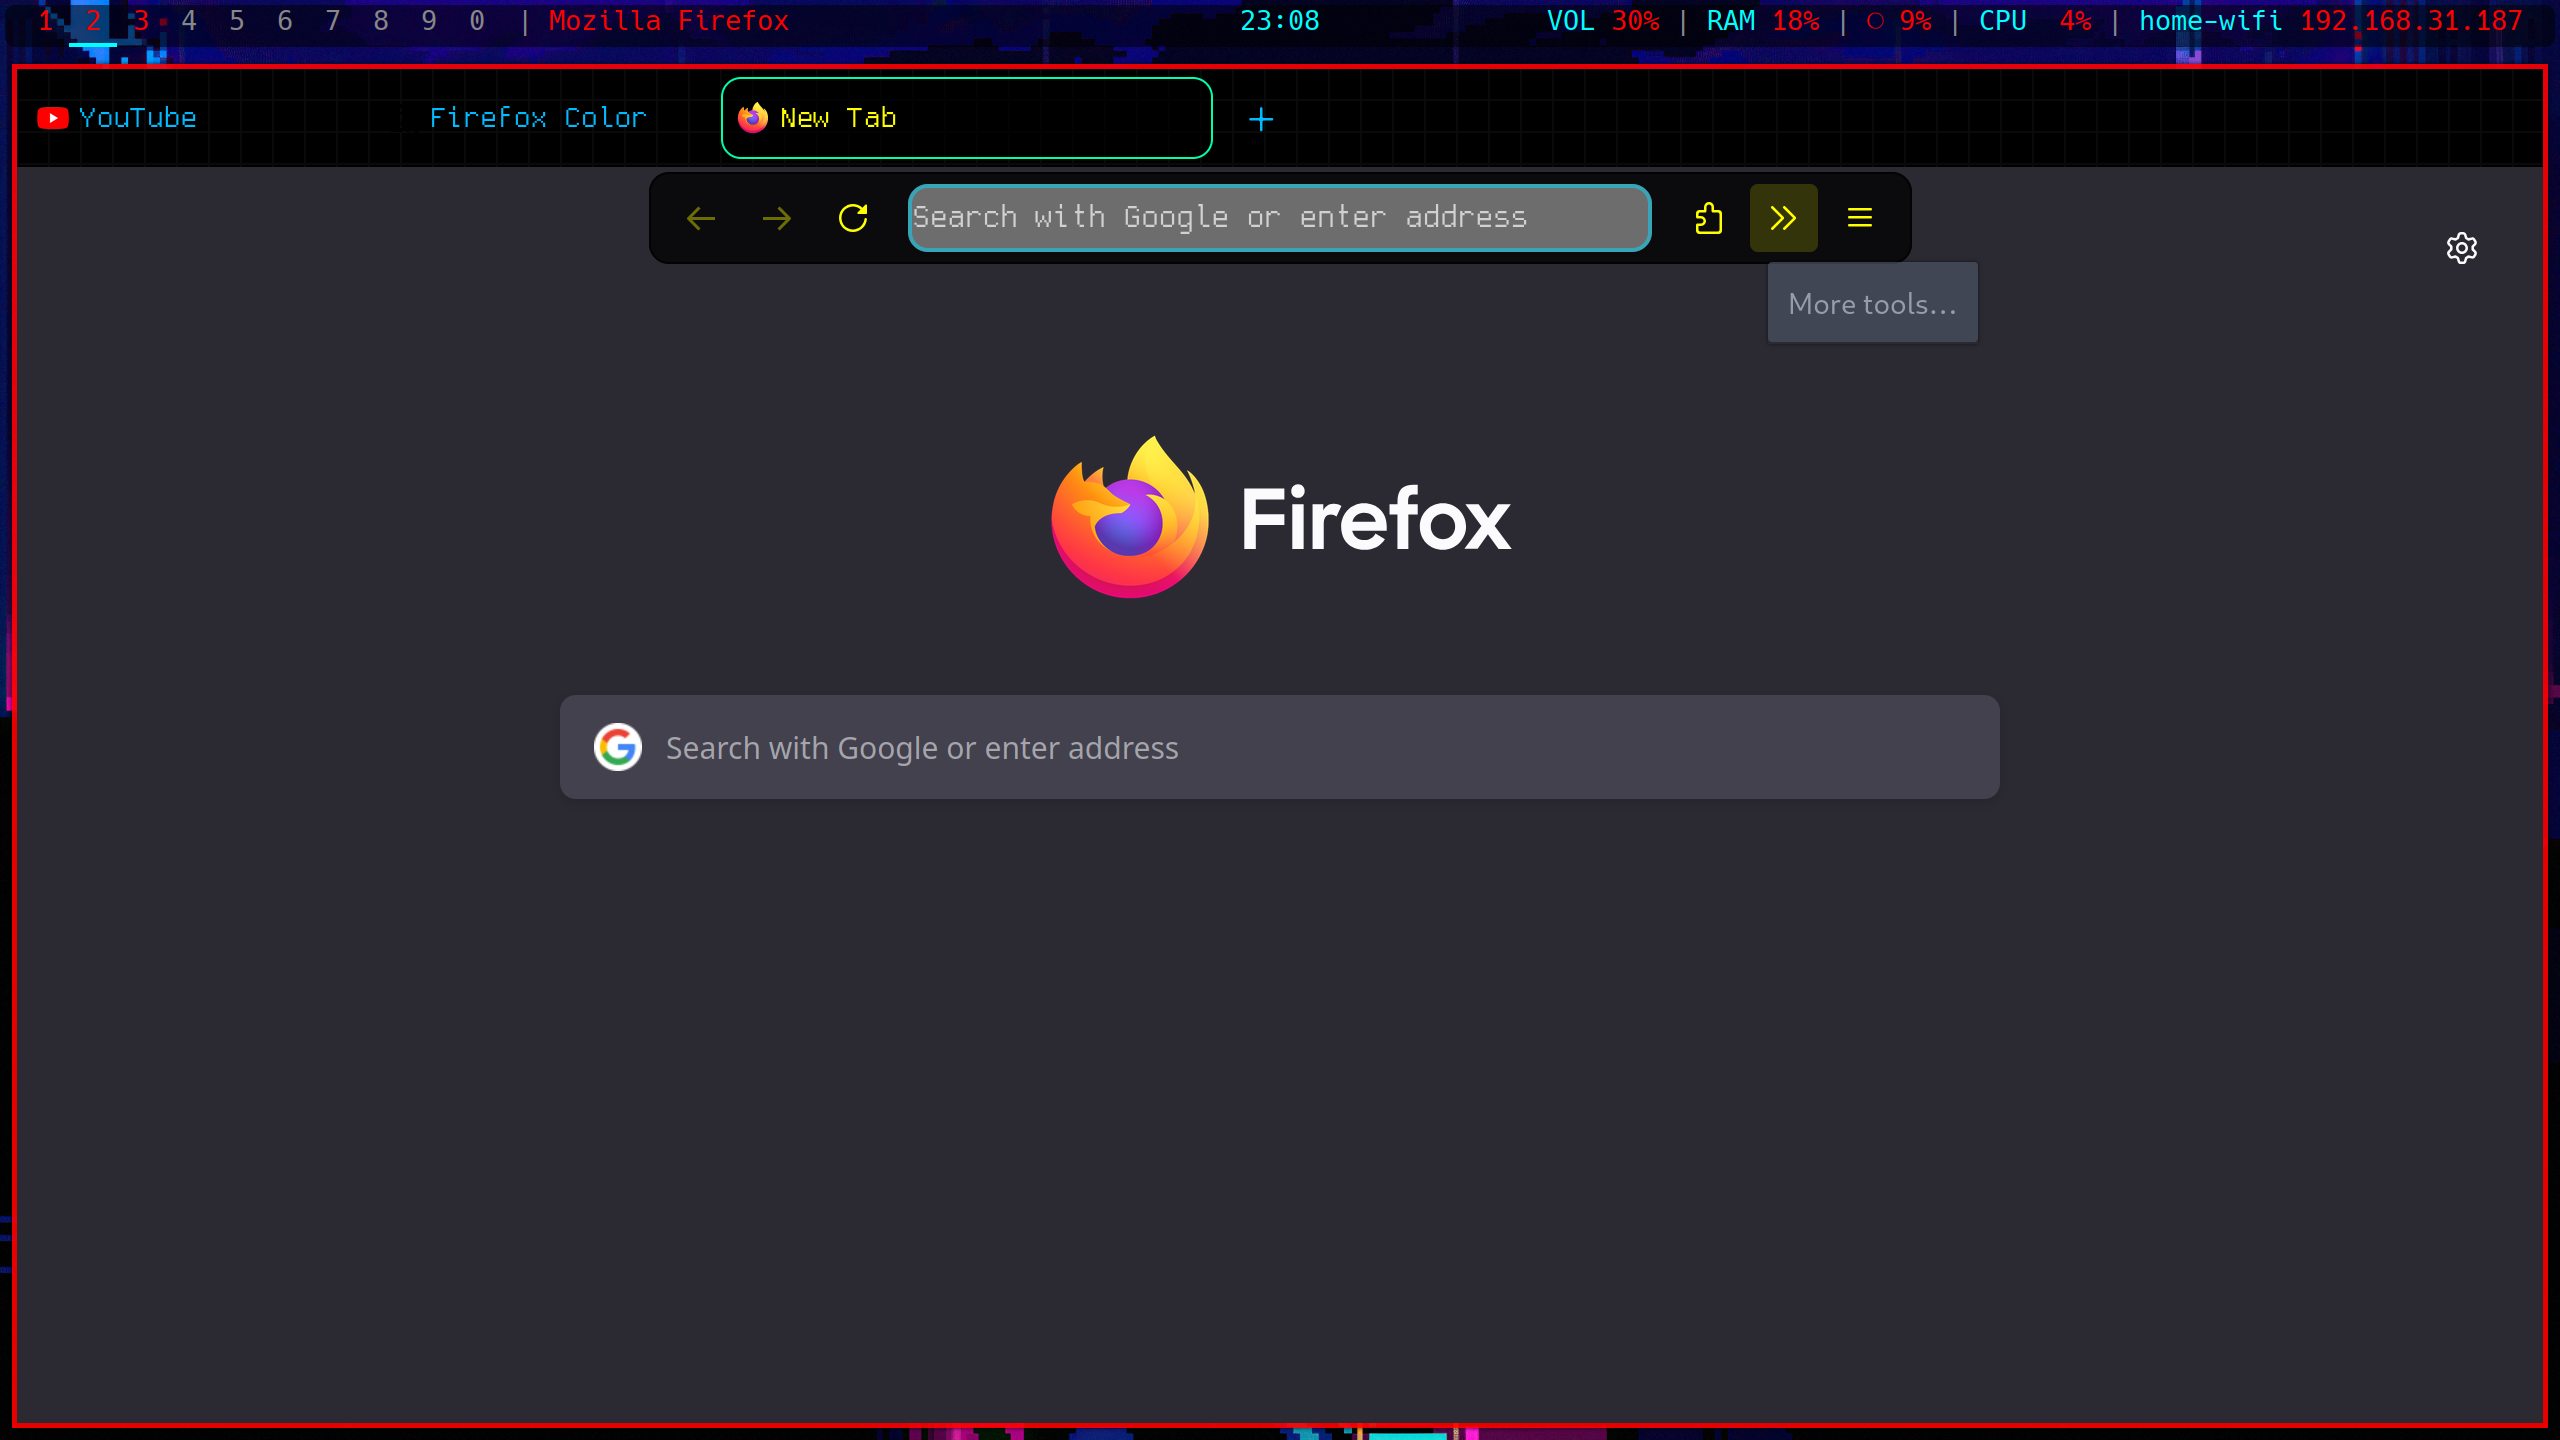 1 2 3 4 5 6 7 8 9 0 | Mozilla Firefox 23:08 VOL 30% | RAM 18% | 9% | CPU 4% | home-wifi 192.168.31.187
YouTube Firefox Color New Tab
Search with Google or enter address
More tools...
Firefox
Search with Google or enter address